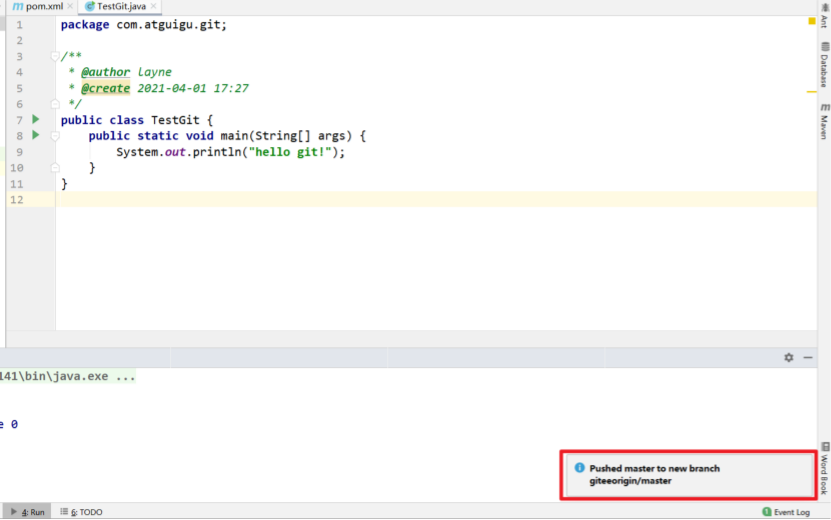 pom.xml
TestGit.java
1 package com.atguigu.git;
2
3 /**
4 * @author Layne
5 * @create 2021-04-01 17:27
6 */
7 public class TestGit {
8 public static void main(String[] args) {
9 System.out.println("hello git!");
10 }
11 }
12
Ant
Database
Maven
141\bin\java.exe ...
e 0
Pushed master to new branch
giteeorigin/master
Word Book
4: Run
6: TODO
1 Event Log